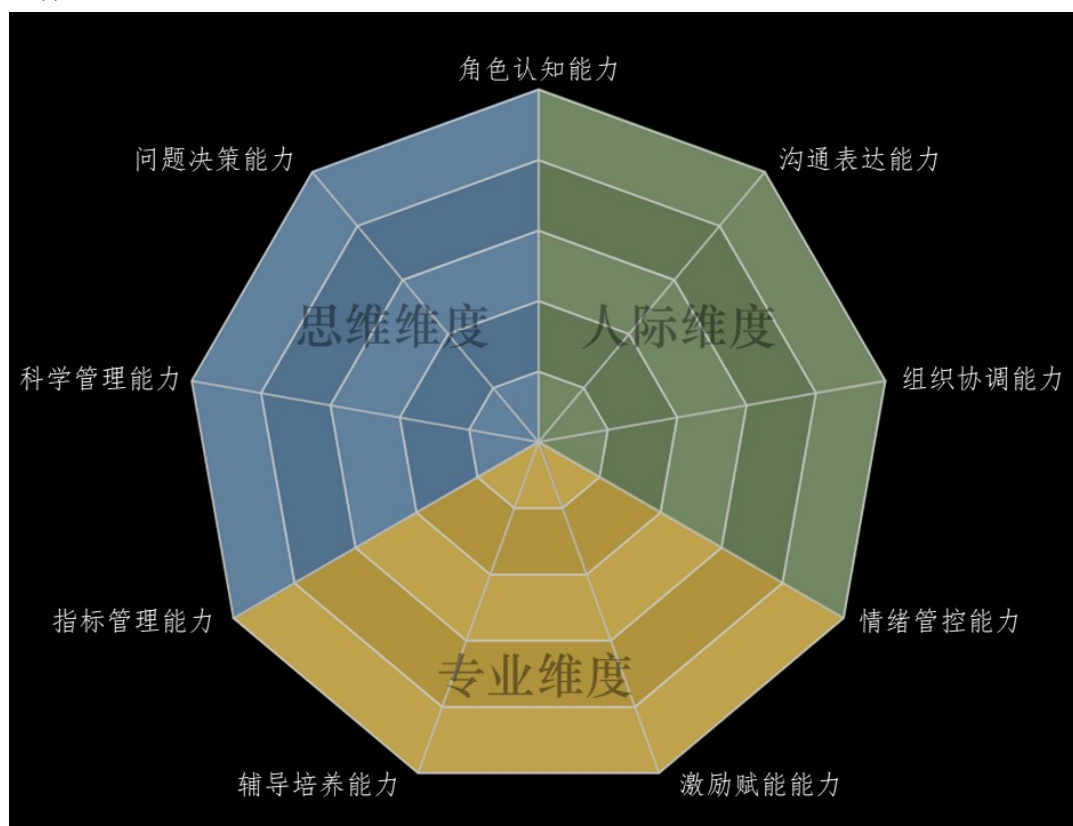 角色认知能力
问题决策能力
沟通表达能力
思维维度
人际维度
科学管理能力
组织协调能力
指标管理能力
情绪管控能力
专业维度
辅导培养能力
激励赋能能力